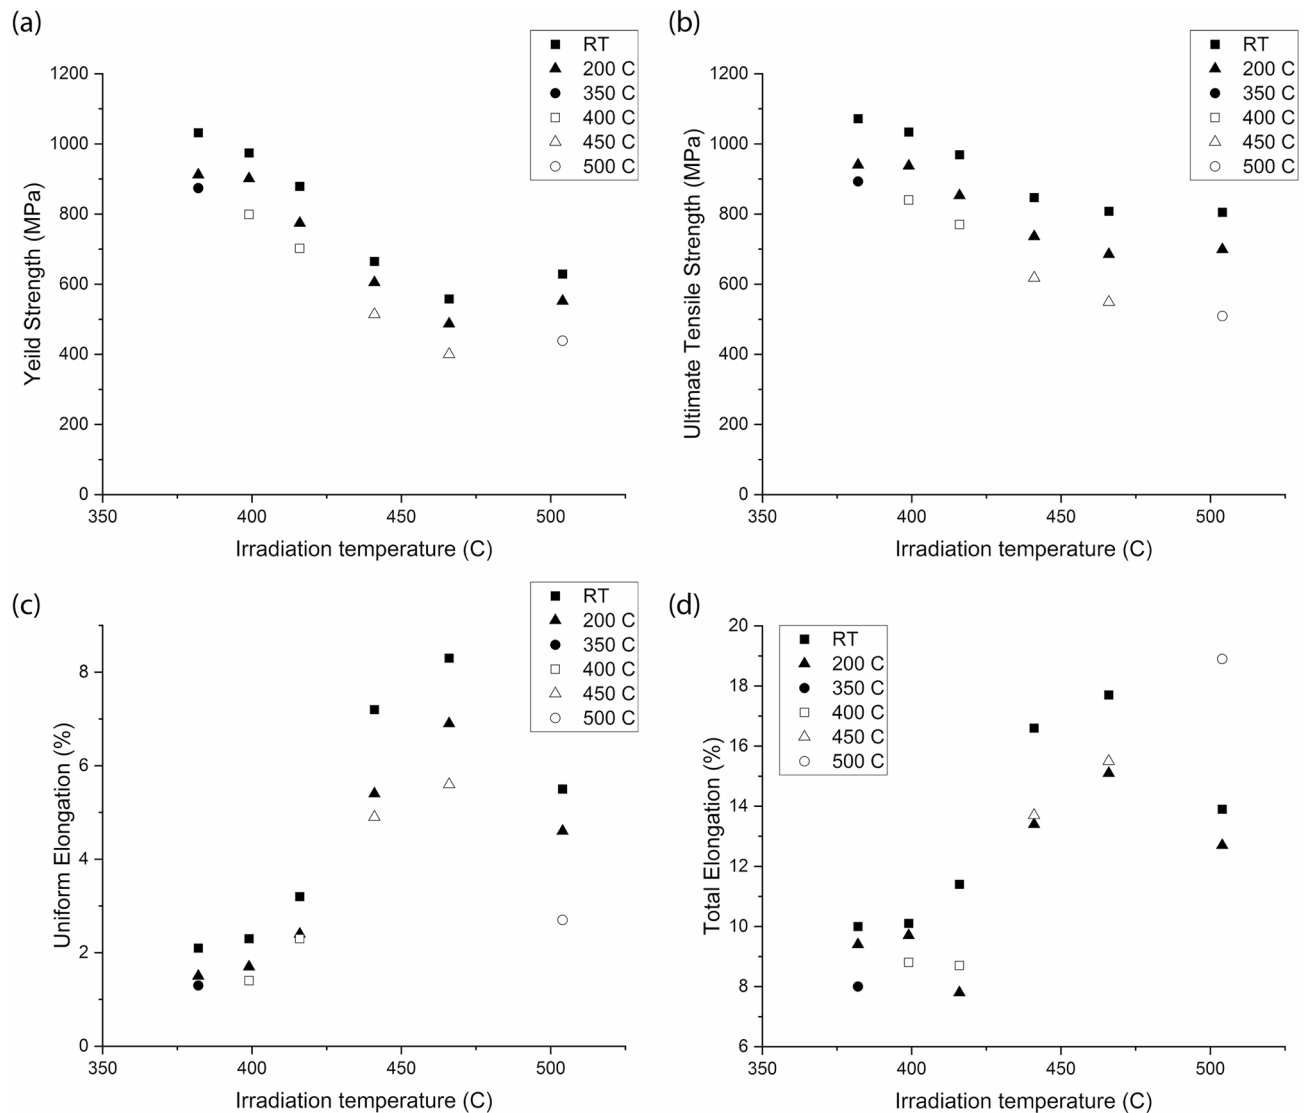 (a)
RT
200 C
350 C
400 C
450 C
500 C
1200
1000
800
600
400
200
0
Yeild Strength (MPa)
350
400
450
500
Irradiation temperature (C)
(b)
RT
200 C
350 C
400 C
450 C
500 C
1200
1000
800
600
400
200
0
Ultimate Tensile Strength (MPa)
350
400
450
500
Irradiation temperature (C)
(c)
RT
200 C
350 C
400 C
450 C
500 C
8
6
4
2
0
Uniform Elongation (%)
350
400
450
500
Irradiation temperature (C)
(d)
RT
200 C
350 C
400 C
450 C
500 C
20
18
16
14
12
10
8
6
Total Elongation (%)
350
400
450
500
Irradiation temperature (C)